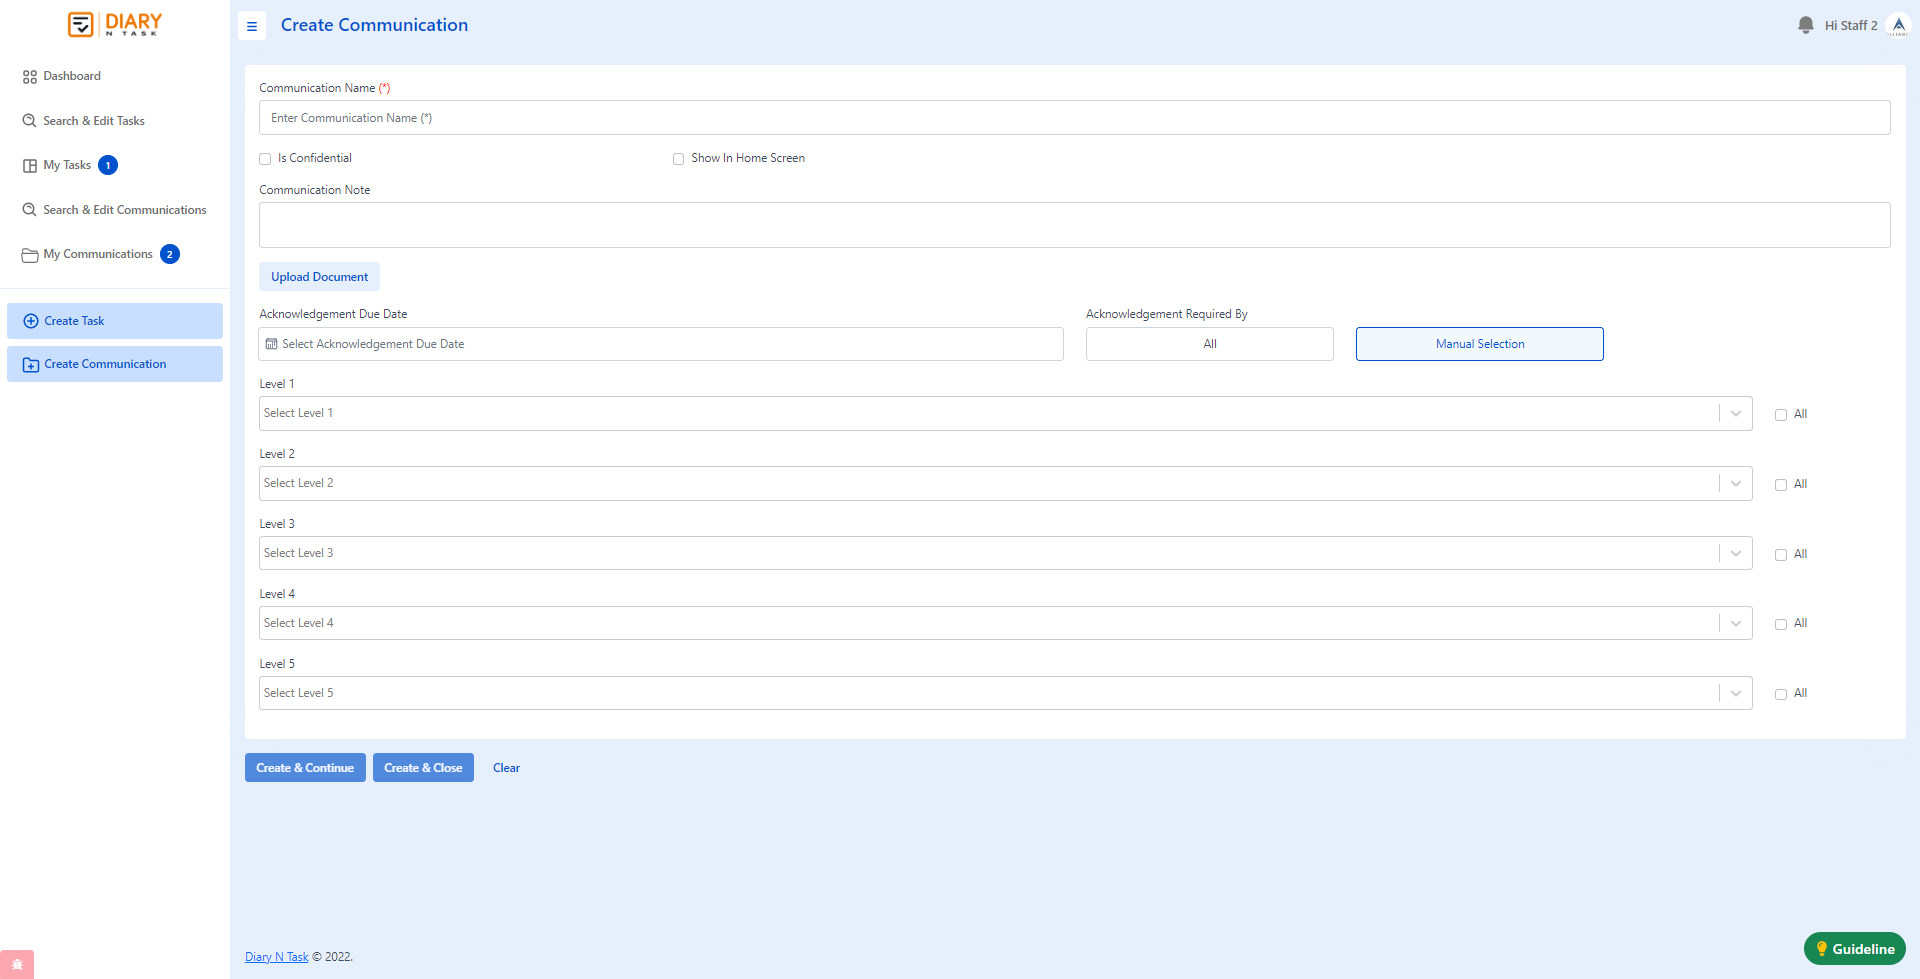 DIARY
N TASK
Dashboard
Search & Edit Tasks
My Tasks 1
Search & Edit Communications
My Communications 2
Create Task
Create Communication
Create Communication
Hi Staff 2
Communication Name (*)
Enter Communication Name (*)
Is Confidential
Show In Home Screen
Communication Note
Upload Document
Acknowledgement Due Date
Acknowledgement Required By
Select Acknowledgement Due Date
All
Manual Selection
Level 1
Select Level 1
All
Level 2
Select Level 2
All
Level 3
Select Level 3
All
Level 4
Select Level 4
All
Level 5
Select Level 5
All
Create & Continue
Create & Close
Clear
Diary N Task © 2022.
Guideline